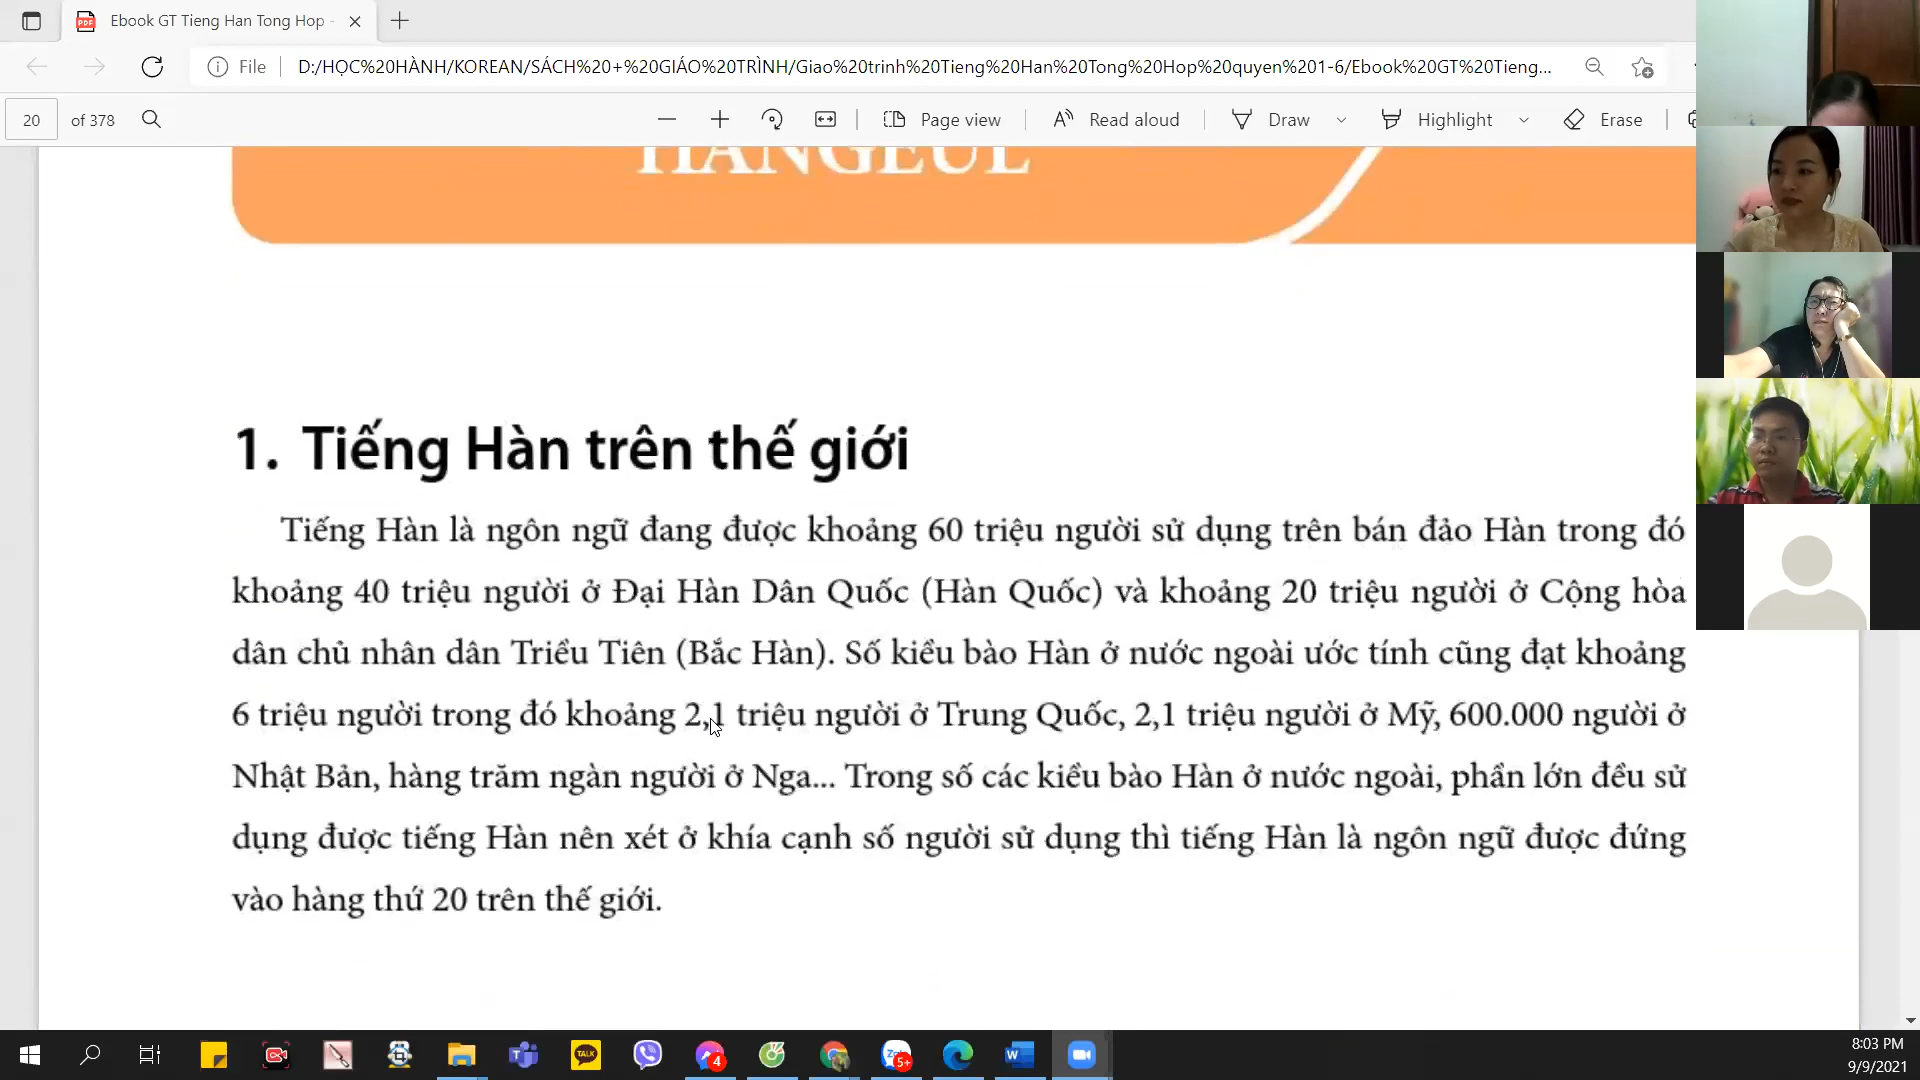 Ebook GT Tieng Han Tong Hop -
File
D:/HỌC%20HÀNH/KOREAN/SÁCH%20+%20GIÁO%20TRÌNH/Giao%20trinh%20Tieng%20Han%20Tong%20Hop%20quyen%201-6/Ebook%20GT%20Tieng...
20 of 378
Page view
Read aloud
Draw
Highlight
Erase
HANGEUL
1. Tiếng Hàn trên thế giới
Tiếng Hàn là ngôn ngữ đang được khoảng 60 triệu người sử dụng trên bán đảo Hàn trong đó
khoảng 40 triệu người ở Đại Hàn Dân Quốc (Hàn Quốc) và khoảng 20 triệu người ở Cộng hòa
dân chủ nhân dân Triều Tiên (Bắc Hàn). Số kiều bào Hàn ở nước ngoài ước tính cũng đạt khoảng
6 triệu người trong đó khoảng 2,1 triệu người ở Trung Quốc, 2,1 triệu người ở Mỹ, 600.000 người ở
Nhật Bản, hàng trăm ngàn người ở Nga... Trong số các kiều bào Hàn ở nước ngoài, phần lớn đều sử
dụng được tiếng Hàn nên xét ở khía cạnh số người sử dụng thì tiếng Hàn là ngôn ngữ được đứng
vào hàng thứ 20 trên thế giới.
TALK
4
5+
8:03 PM
9/9/2021